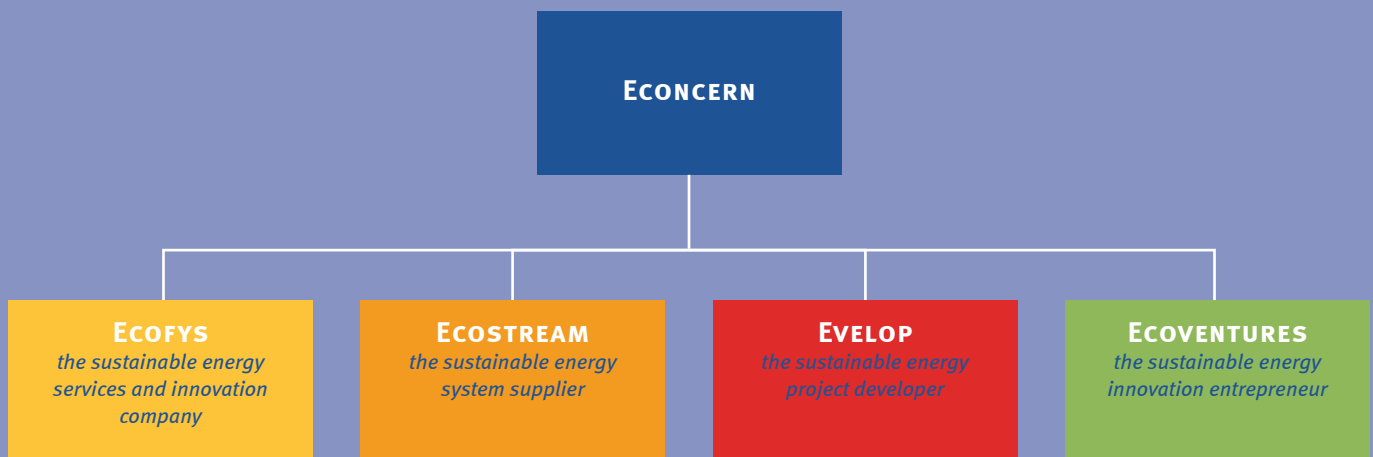 ECONCERN
ECOFYS
the sustainable energy
services and innovation
company
ECOSTREAM
the sustainable energy
system supplier
EVELOP
the sustainable energy
project developer
ECOVENTURES
the sustainable energy
innovation entrepreneur